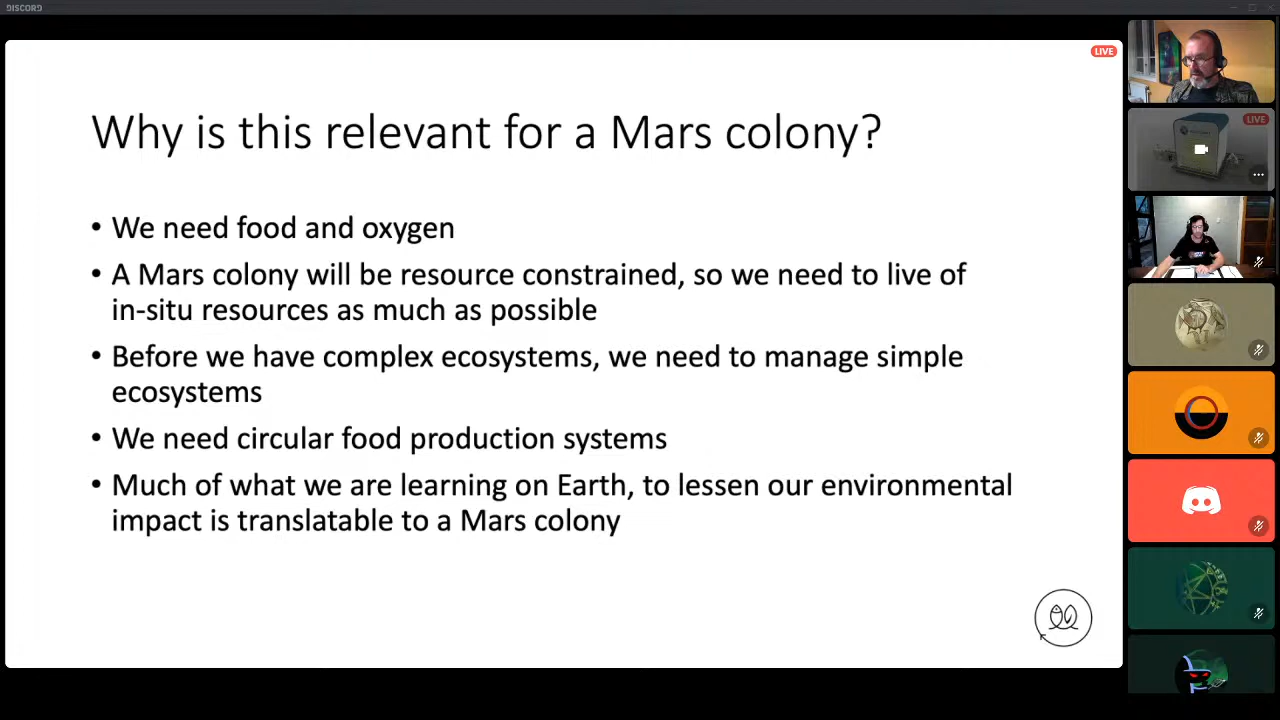 DISCORD
LIVE
Why is this relevant for a Mars colony?
• We need food and oxygen
• A Mars colony will be resource constrained, so we need to live of
in-situ resources as much as possible
• Before we have complex ecosystems, we need to manage simple
ecosystems
• We need circular food production systems
• Much of what we are learning on Earth, to lessen our environmental
impact is translatable to a Mars colony
LIVE